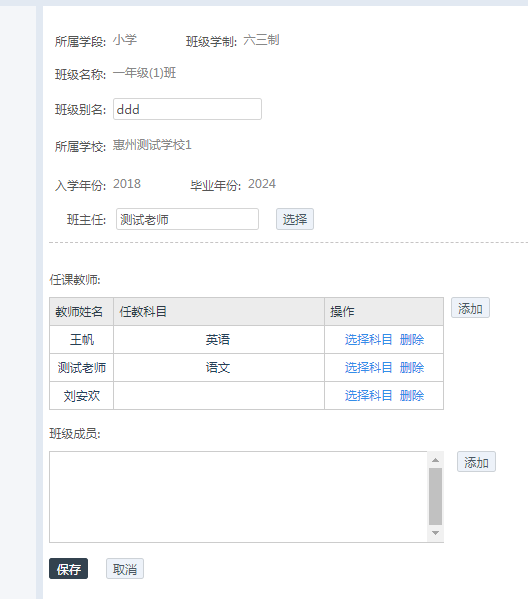 所属学段: 小学 班级学制: 六三制
班级名称: 一年级(1)班
班级别名: ddd
所属学校: 惠州测试学校1
入学年份: 2018 毕业年份: 2024
班主任: 测试老师 选择
任课教师:
教师姓名 任教科目 操作 添加
王帆 英语 选择科目 删除
测试老师 语文 选择科目 删除
刘安欢 选择科目 删除
班级成员:
添加
保存 取消